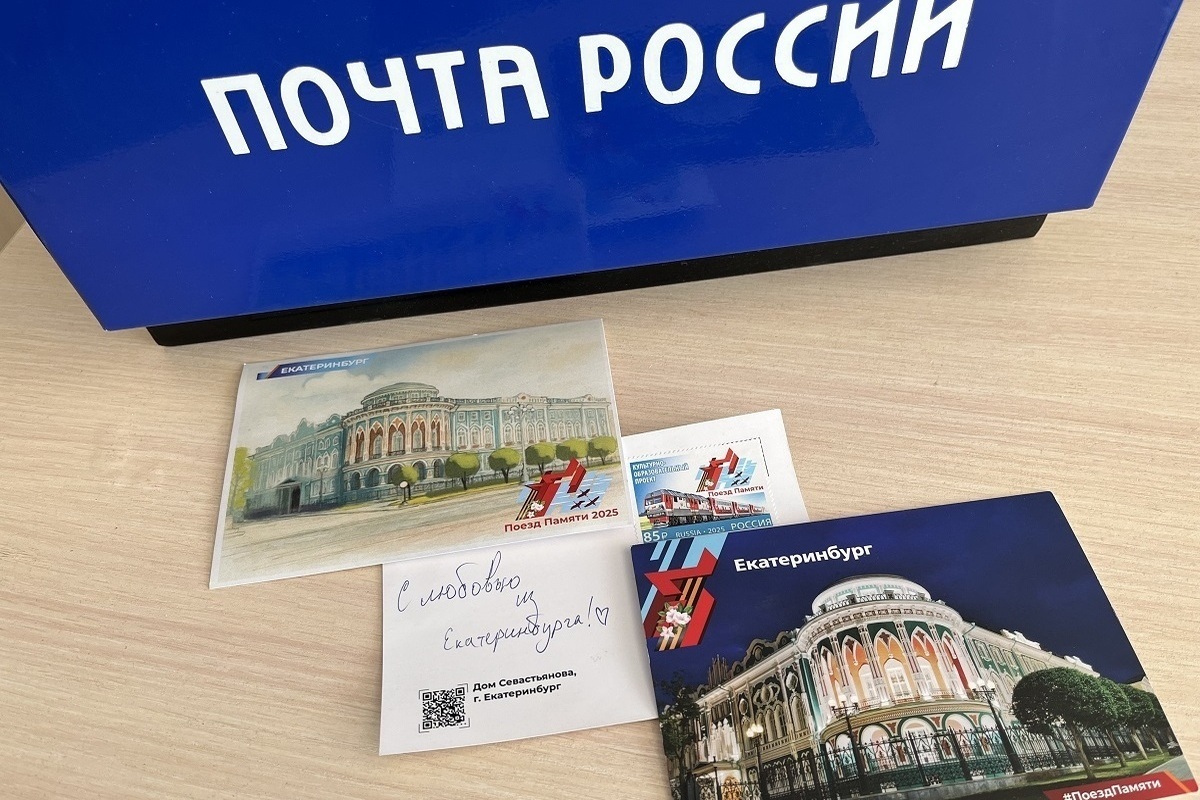 ПОЧТА РОССИИ
ЕКАТЕРИНБУРГ
Поезд Памяти 2025
КУЛЬТУРНО-
ОБРАЗОВАТЕЛЬНЫЙ
ПРОЕКТ
Поезд Памяти
85₽ RUSSIA · 2025 РОССИЯ
С любовью
из
Екатеринбурга!♡
Дом Севастьянова,
г. Екатеринбург
Екатеринбург
#ПоездПамяти